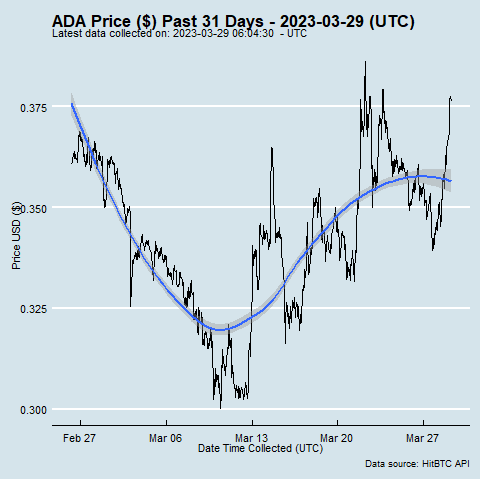 ADA Price ($) Past 31 Days - 2023-03-29 (UTC)
Latest data collected on: 2023-03-29 06:04:30 - UTC
Price USD ($)
0.375
0.350
0.325
0.300
Feb 27
Mar 06
Mar 13
Mar 20
Mar 27
Date Time Collected (UTC)
Data source: HitBTC API